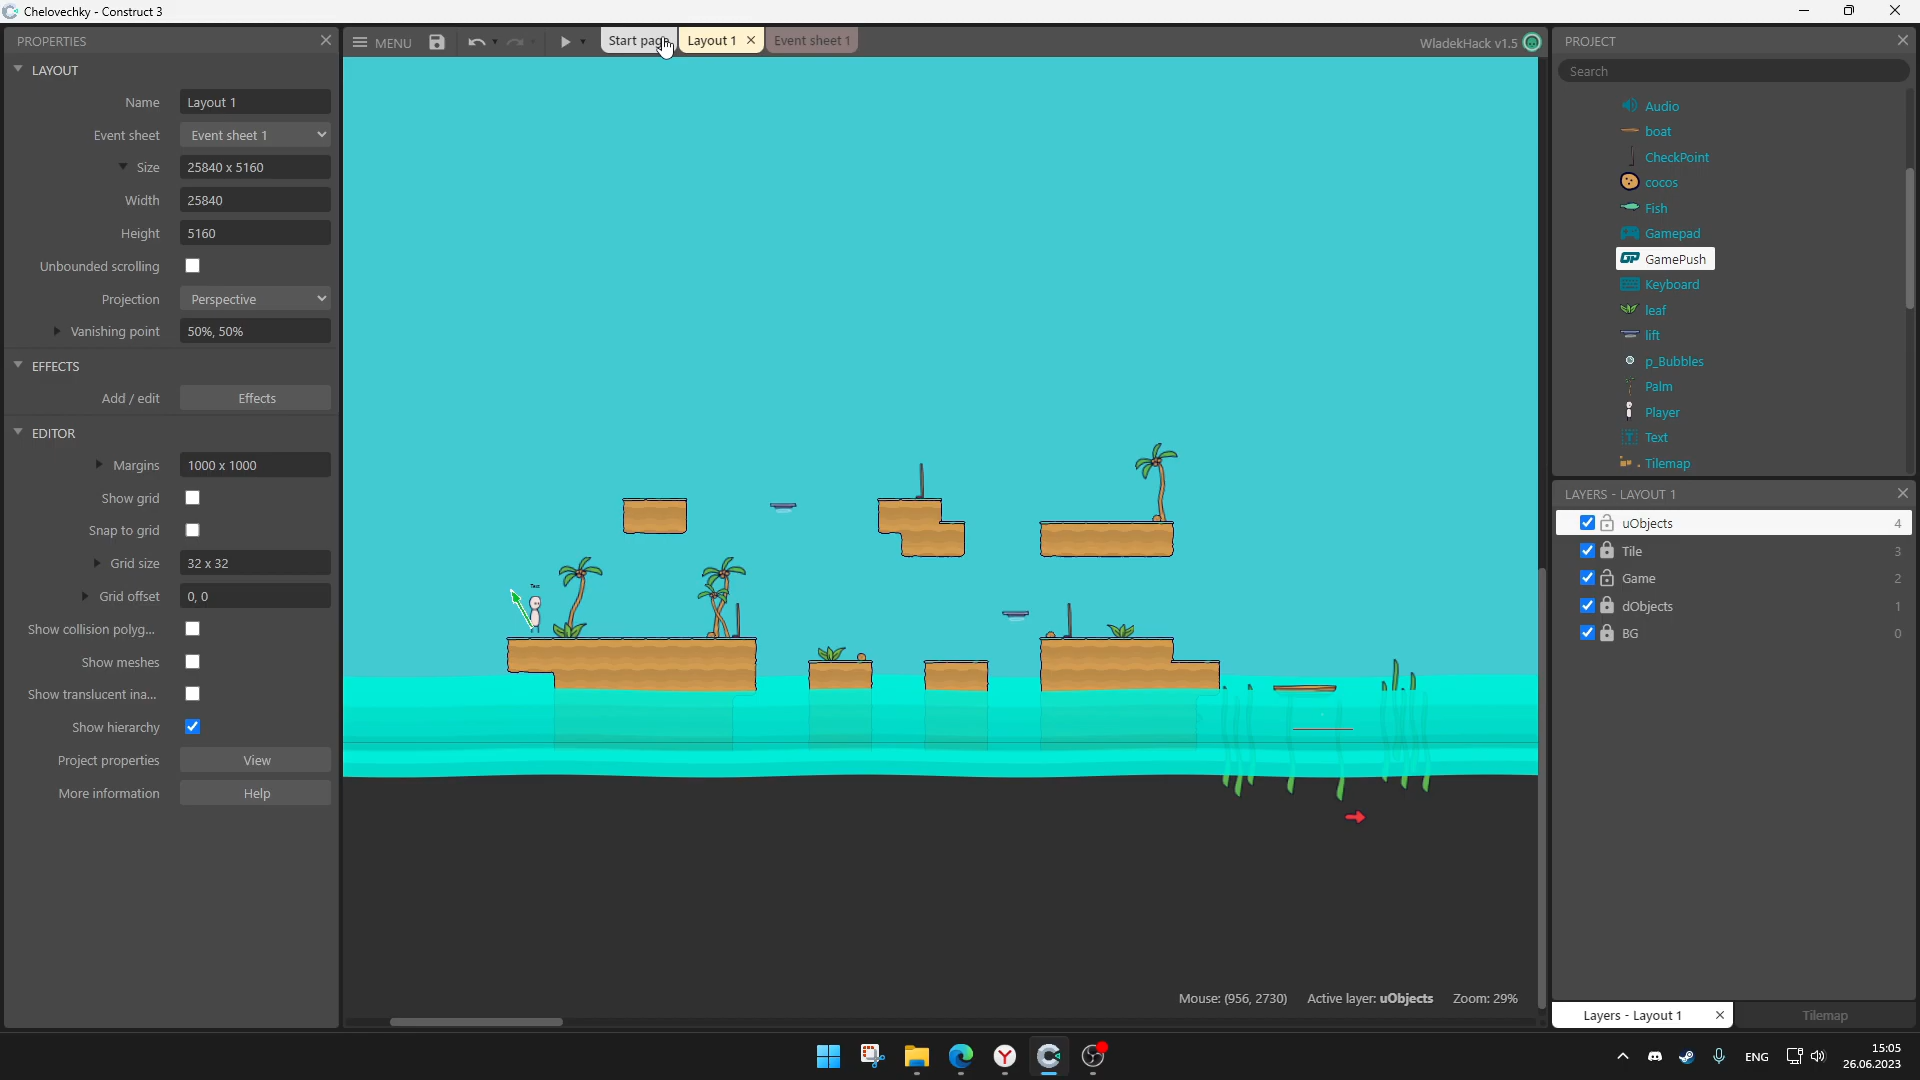 Chelovechky - Construct 3
PROPERTIES
MENU
Start page
Layout 1
Event sheet 1
WladekHack v1.5
PROJECT
LAYOUT
Search
Name
Layout 1
Event sheet
Event sheet 1
Size
25840 x 5160
Width
25840
Height
5160
Unbounded scrolling
Projection
Perspective
Vanishing point
50%, 50%
EFFECTS
Add / edit
Effects
EDITOR
Margins
1000 x 1000
Show grid
Snap to grid
Grid size
32 x 32
Grid offset
0, 0
Show collision polyg...
Show meshes
Show translucent ina...
Show hierarchy
Project properties
View
More information
Help
Text
Mouse: (956, 2730)
Active layer: uObjects
Zoom: 29%
Audio
boat
CheckPoint
cocos
Fish
Gamepad
GamePush
Keyboard
leaf
lift
p_Bubbles
Palm
Player
Text
Tilemap
LAYERS - LAYOUT 1
uObjects 4
Tile 3
Game 2
dObjects 1
BG 0
Layers - Layout 1
Tilemap
ENG
15:05
26.06.2023